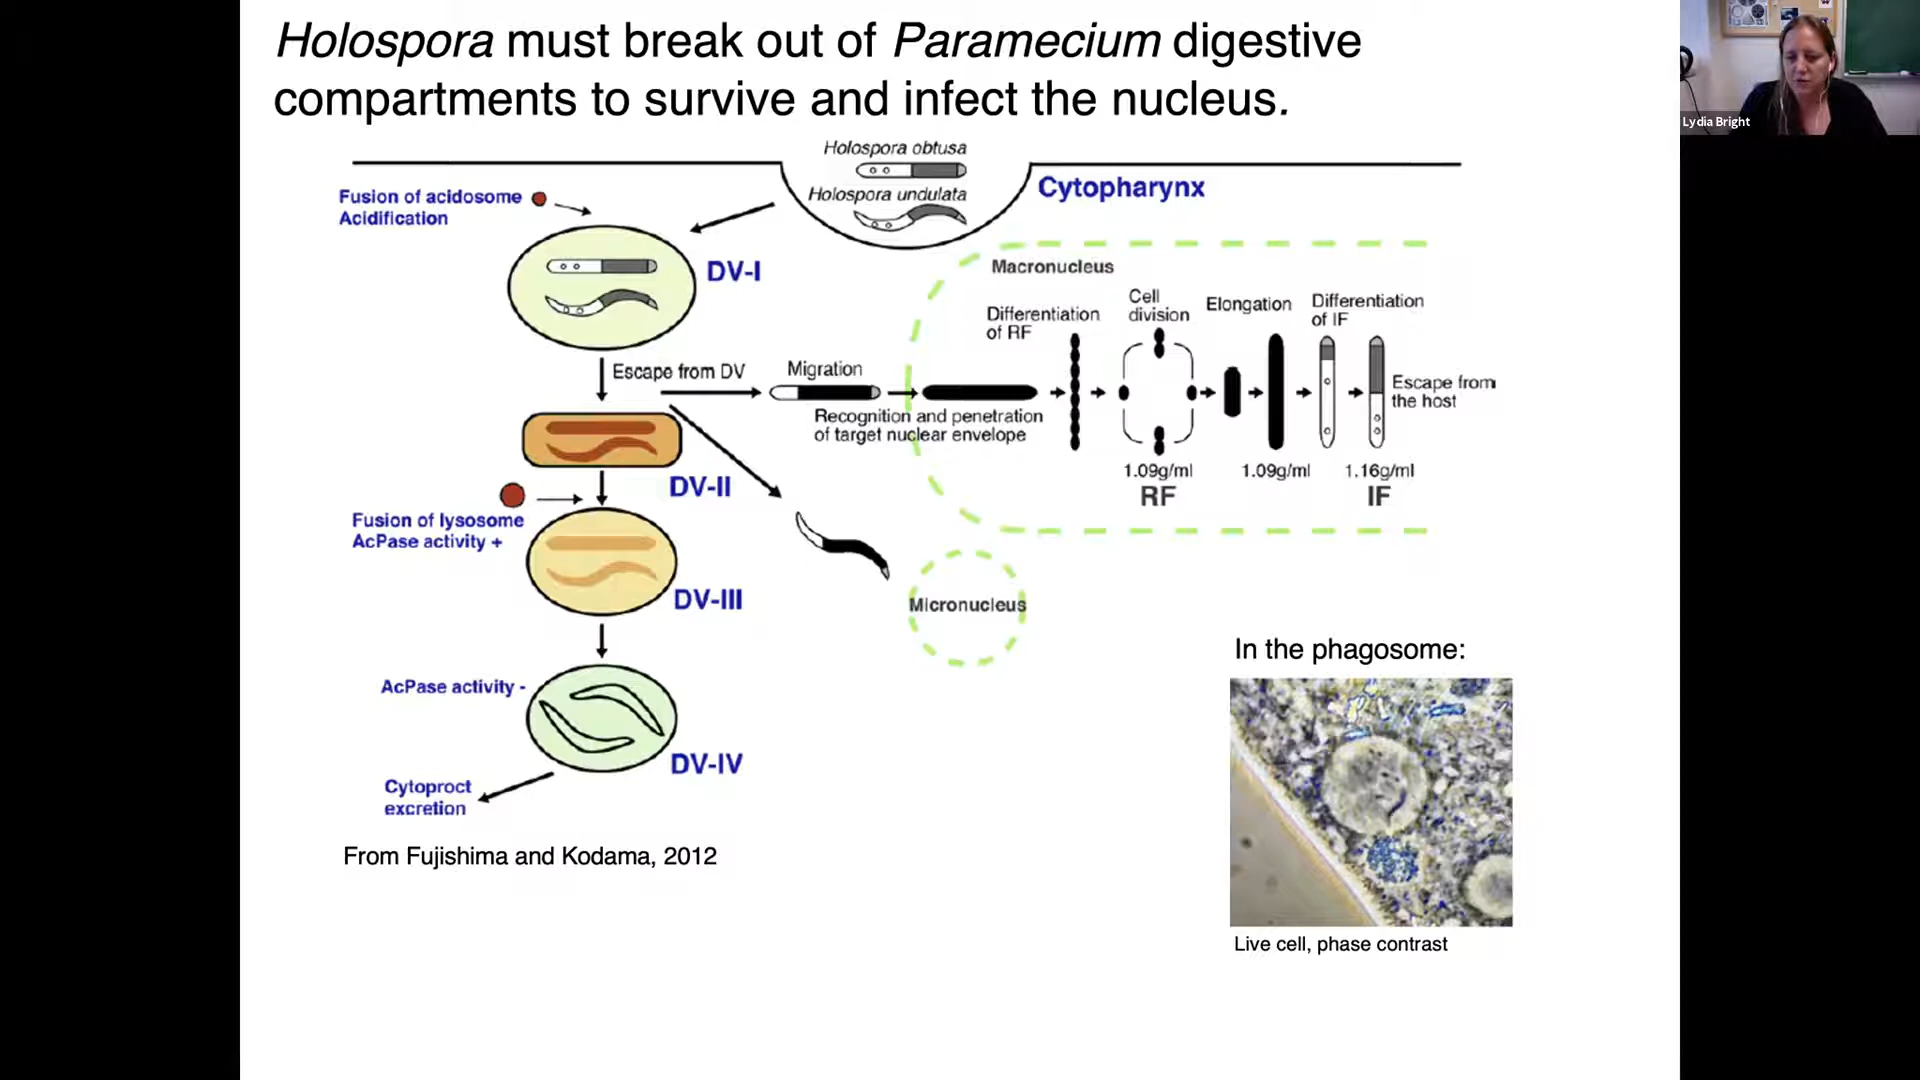 Holospora must break out of Paramecium digestive
compartments to survive and infect the nucleus.
Lydia Bright
Holospora obtusa
Holospora undulata
Cytopharynx
Fusion of acidosome
Acidification
DV-I
Macronucleus
Differentiation
of RF
Cell
division
Elongation
Differentiation
of IF
Escape from DV
Migration
Recognition and penetration
of target nuclear envelope
Escape from
the host
1.09g/ml
RF
1.09g/ml
1.16g/ml
IF
DV-II
Fusion of lysosome
AcPase activity +
DV-III
Micronucleus
AcPase activity -
DV-IV
Cytoproct
excretion
From Fujishima and Kodama, 2012
In the phagosome:
Live cell, phase contrast